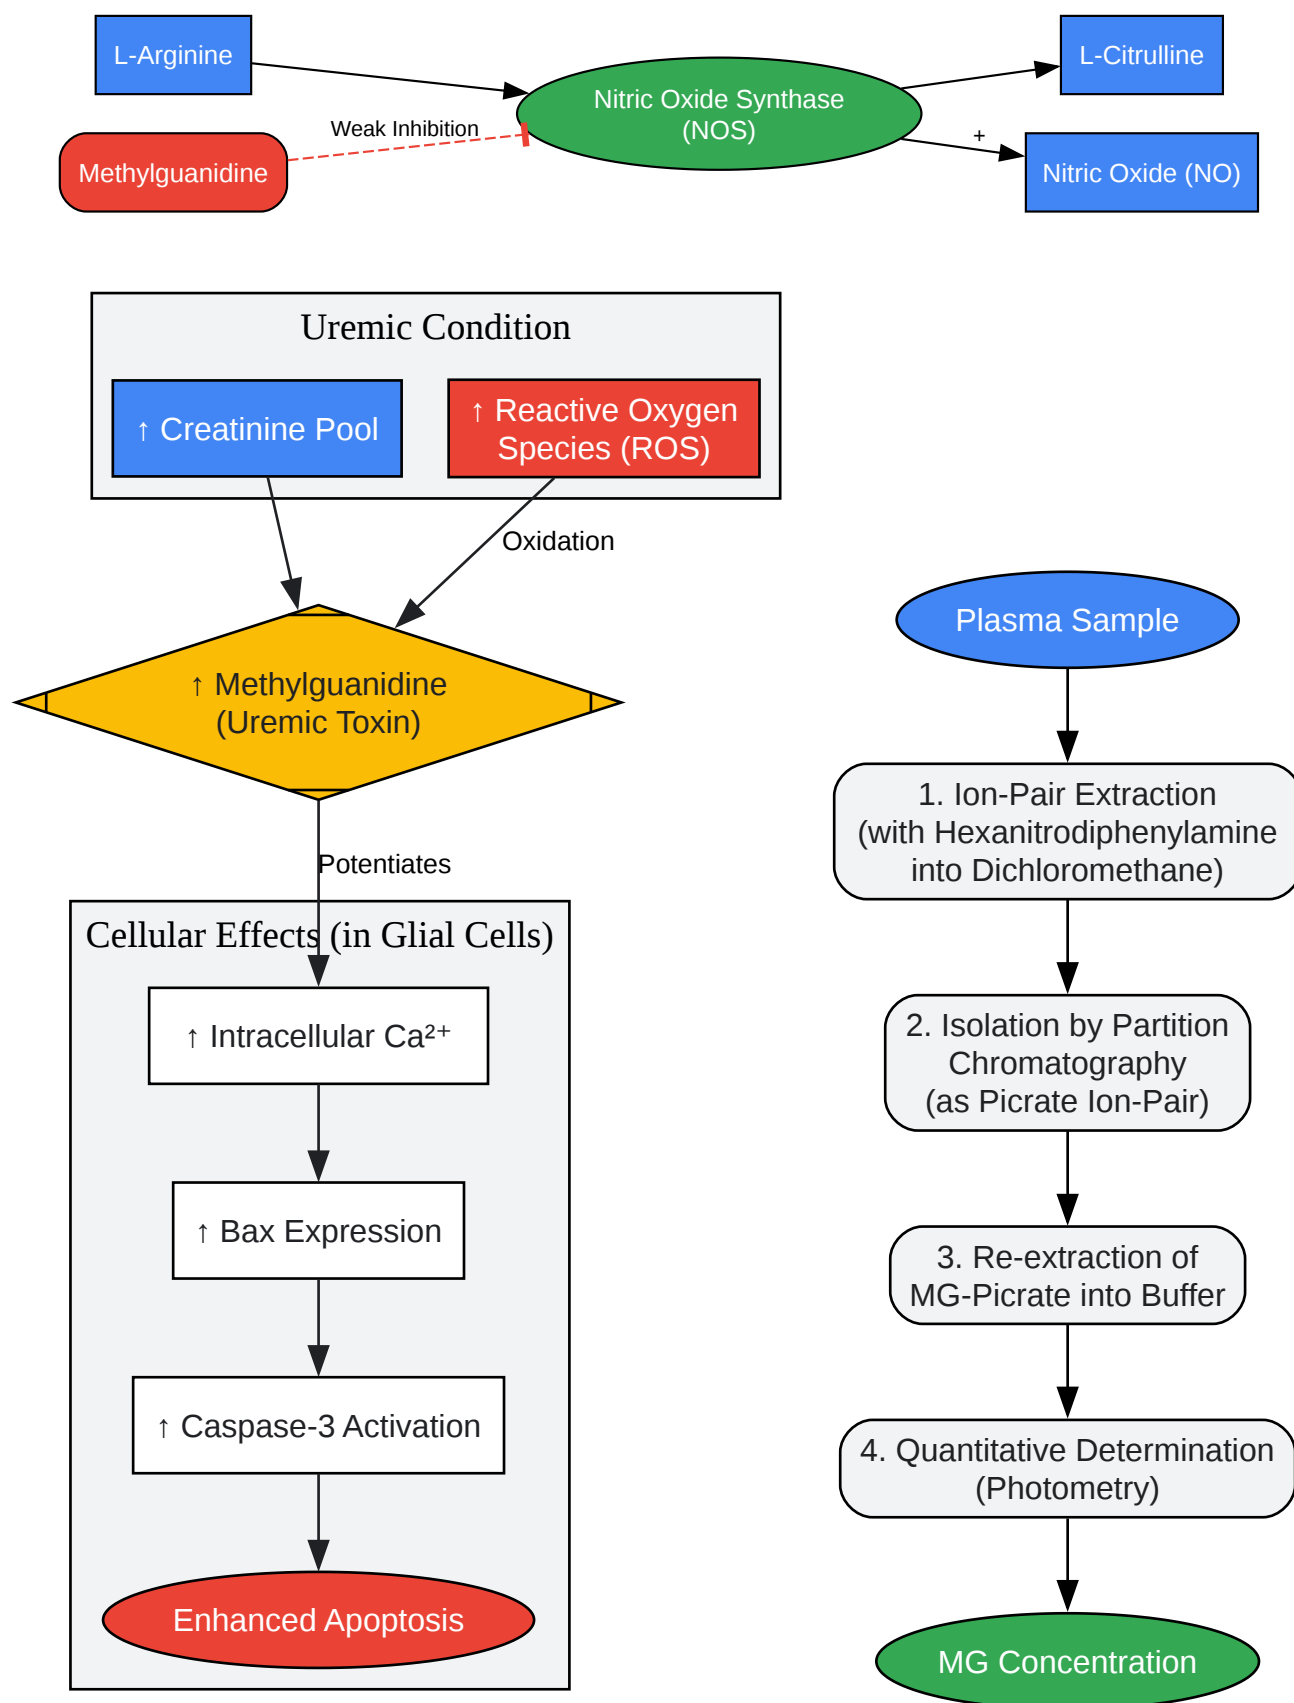 L-Arginine
Methylguanidine
Weak Inhibition
Nitric Oxide Synthase
(NOS)
+
L-Citrulline
Nitric Oxide (NO)
Uremic Condition
↑ Creatinine Pool
↑ Reactive Oxygen
Species (ROS)
Oxidation
↑ Methylguanidine
(Uremic Toxin)
Potentiates
Cellular Effects (in Glial Cells)
↑ Intracellular Ca²⁺
↑ Bax Expression
↑ Caspase-3 Activation
Enhanced Apoptosis
Plasma Sample
1. Ion-Pair Extraction
(with Hexanitrodiphenylamine
into Dichloromethane)
2. Isolation by Partition
Chromatography
(as Picrate Ion-Pair)
3. Re-extraction of
MG-Picrate into Buffer
4. Quantitative Determination
(Photometry)
MG Concentration